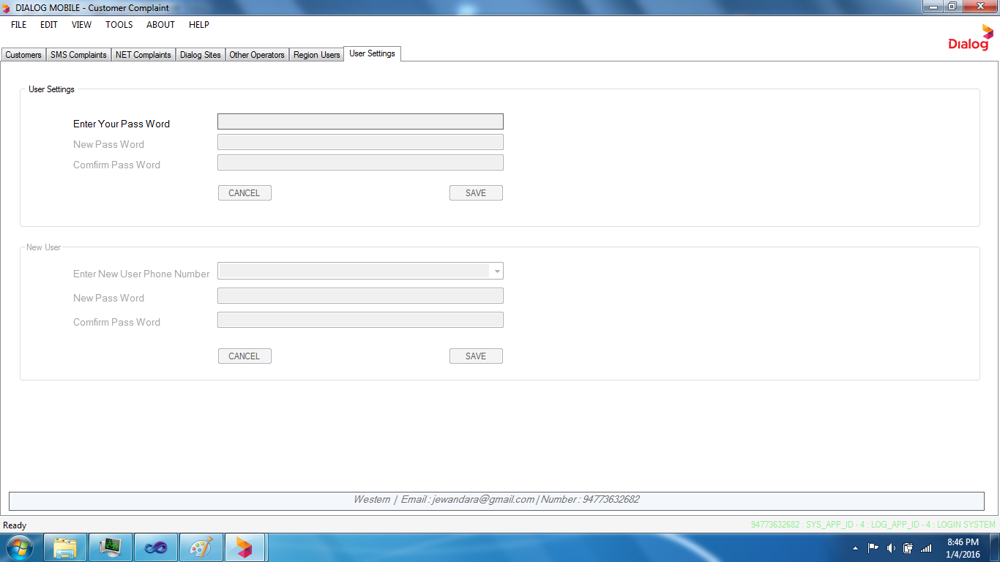 DIALOG MOBILE - Customer Complaint
FILE EDIT VIEW TOOLS ABOUT HELP
Dialog
Customers SMS Complaints NET Complaints Dialog Sites Other Operators Region Users User Settings
User Settings
Enter Your Pass Word
New Pass Word
Comfirm Pass Word
CANCEL SAVE
New User
Enter New User Phone Number
New Pass Word
Comfirm Pass Word
CANCEL SAVE
Western | Email : jewandara@gmail.com | Number : 94773632682
Ready 94773632682 : SYS_APP_ID - 4 : LOG_APP_ID - 4 : LOGIN SYSTEM
8:46 PM
1/4/2016